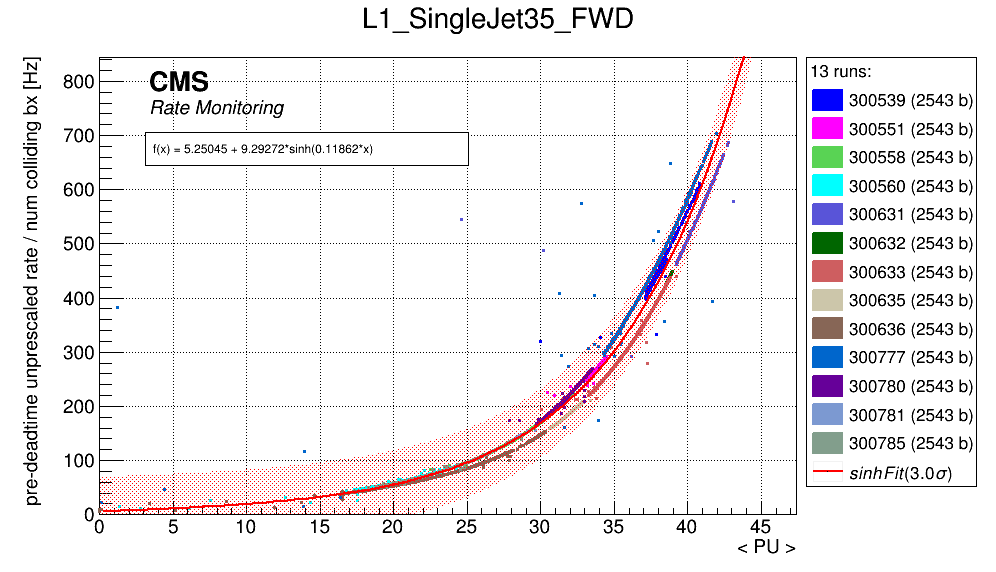 L1_SingleJet35_FWD
pre-deadtime unprescaled rate / num colliding bx [Hz]
CMS
Rate Monitoring
f(x) = 5.25045 + 9.29272*sinh(0.11862*x)
800
700
600
500
400
300
200
100
0
0 5 10 15 20 25 30 35 40 45
< PU >
13 runs:
300539 (2543 b)
300551 (2543 b)
300558 (2543 b)
300560 (2543 b)
300631 (2543 b)
300632 (2543 b)
300633 (2543 b)
300635 (2543 b)
300636 (2543 b)
300777 (2543 b)
300780 (2543 b)
300781 (2543 b)
300785 (2543 b)
sinhFit(3.0σ)